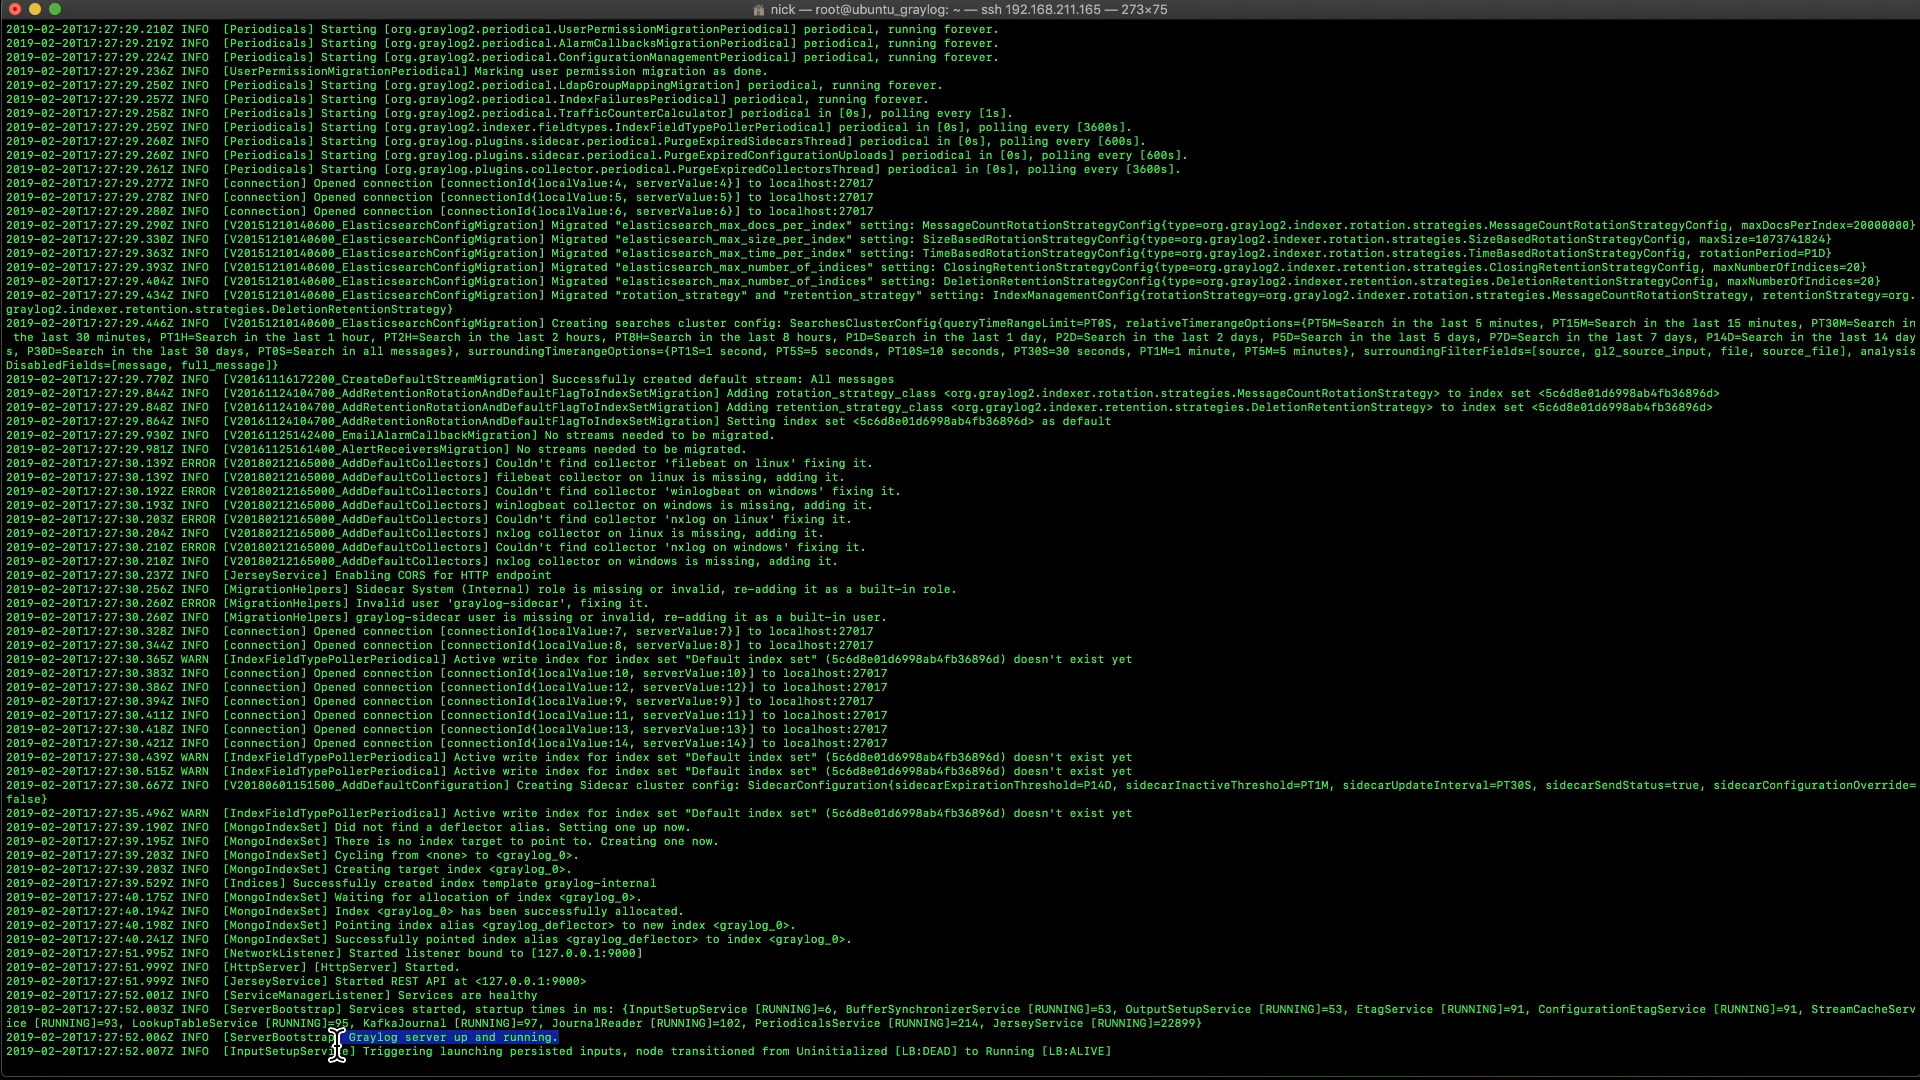 nick — root@ubuntu_graylog: ~ — ssh 192.168.211.165 — 273×75
2019-02-20T17:27:29.210Z INFO  [Periodicals] Starting [org.graylog2.periodical.UserPermissionMigrationPeriodical] periodical, running forever.
2019-02-20T17:27:29.219Z INFO  [Periodicals] Starting [org.graylog2.periodical.AlarmCallbacksMigrationPeriodical] periodical, running forever.
2019-02-20T17:27:29.224Z INFO  [Periodicals] Starting [org.graylog2.periodical.ConfigurationManagementPeriodical] periodical, running forever.
2019-02-20T17:27:29.236Z INFO  [UserPermissionMigrationPeriodical] Marking user permission migration as done.
2019-02-20T17:27:29.250Z INFO  [Periodicals] Starting [org.graylog2.periodical.LdapGroupMappingMigration] periodical, running forever.
2019-02-20T17:27:29.257Z INFO  [Periodicals] Starting [org.graylog2.periodical.IndexFailuresPeriodical] periodical, running forever.
2019-02-20T17:27:29.258Z INFO  [Periodicals] Starting [org.graylog2.periodical.TrafficCounterCalculator] periodical in [0s], polling every [1s].
2019-02-20T17:27:29.259Z INFO  [Periodicals] Starting [org.graylog2.indexer.fieldtypes.IndexFieldTypePollerPeriodical] periodical in [0s], polling every [3600s].
2019-02-20T17:27:29.260Z INFO  [Periodicals] Starting [org.graylog.plugins.sidecar.periodical.PurgeExpiredSidecarsThread] periodical in [0s], polling every [600s].
2019-02-20T17:27:29.260Z INFO  [Periodicals] Starting [org.graylog.plugins.sidecar.periodical.PurgeExpiredConfigurationUploads] periodical in [0s], polling every [600s].
2019-02-20T17:27:29.261Z INFO  [Periodicals] Starting [org.graylog.plugins.collector.periodical.PurgeExpiredCollectorsThread] periodical in [0s], polling every [3600s].
2019-02-20T17:27:29.277Z INFO  [connection] Opened connection [connectionId{localValue:4, serverValue:4}] to localhost:27017
2019-02-20T17:27:29.278Z INFO  [connection] Opened connection [connectionId{localValue:5, serverValue:5}] to localhost:27017
2019-02-20T17:27:29.280Z INFO  [connection] Opened connection [connectionId{localValue:6, serverValue:6}] to localhost:27017
2019-02-20T17:27:29.290Z INFO  [V20151210140600_ElasticsearchConfigMigration] Migrated "elasticsearch_max_docs_per_index" setting: MessageCountRotationStrategyConfig{type=org.graylog2.indexer.rotation.strategies.MessageCountRotationStrategyConfig, maxDocsPerIndex=20000000}
2019-02-20T17:27:29.330Z INFO  [V20151210140600_ElasticsearchConfigMigration] Migrated "elasticsearch_max_size_per_index" setting: SizeBasedRotationStrategyConfig{type=org.graylog2.indexer.rotation.strategies.SizeBasedRotationStrategyConfig, maxSize=1073741824}
2019-02-20T17:27:29.363Z INFO  [V20151210140600_ElasticsearchConfigMigration] Migrated "elasticsearch_max_time_per_index" setting: TimeBasedRotationStrategyConfig{type=org.graylog2.indexer.rotation.strategies.TimeBasedRotationStrategyConfig, rotationPeriod=P1D}
2019-02-20T17:27:29.393Z INFO  [V20151210140600_ElasticsearchConfigMigration] Migrated "elasticsearch_max_number_of_indices" setting: ClosingRetentionStrategyConfig{type=org.graylog2.indexer.retention.strategies.ClosingRetentionStrategyConfig, maxNumberOfIndices=20}
2019-02-20T17:27:29.404Z INFO  [V20151210140600_ElasticsearchConfigMigration] Migrated "elasticsearch_max_number_of_indices" setting: DeletionRetentionStrategyConfig{type=org.graylog2.indexer.retention.strategies.DeletionRetentionStrategyConfig, maxNumberOfIndices=20}
2019-02-20T17:27:29.434Z INFO  [V20151210140600_ElasticsearchConfigMigration] Migrated "rotation_strategy" and "retention_strategy" setting: IndexManagementConfig{rotationStrategy=org.graylog2.indexer.rotation.strategies.MessageCountRotationStrategy, retentionStrategy=org.
graylog2.indexer.retention.strategies.DeletionRetentionStrategy}
2019-02-20T17:27:29.446Z INFO  [V20151210140600_ElasticsearchConfigMigration] Creating searches cluster config: SearchesClusterConfig{queryTimeRangeLimit=PT0S, relativeTimerangeOptions={PT5M=Search in the last 5 minutes, PT15M=Search in the last 15 minutes, PT30M=Search in
 the last 30 minutes, PT1H=Search in the last 1 hour, PT2H=Search in the last 2 hours, PT8H=Search in the last 8 hours, P1D=Search in the last 1 day, P2D=Search in the last 2 days, P5D=Search in the last 5 days, P7D=Search in the last 7 days, P14D=Search in the last 14 day
s, P30D=Search in the last 30 days, PT0S=Search in all messages}, surroundingTimerangeOptions={PT1S=1 second, PT5S=5 seconds, PT10S=10 seconds, PT30S=30 seconds, PT1M=1 minute, PT5M=5 minutes}, surroundingFilterFields=[source, gl2_source_input, file, source_file], analysis
DisabledFields=[message, full_message]}
2019-02-20T17:27:29.770Z INFO  [V20161116172200_CreateDefaultStreamMigration] Successfully created default stream: All messages
2019-02-20T17:27:29.844Z INFO  [V20161124104700_AddRetentionRotationAndDefaultFlagToIndexSetMigration] Adding rotation_strategy_class <org.graylog2.indexer.rotation.strategies.MessageCountRotationStrategy> to index set <5c6d8e01d6998ab4fb36896d>
2019-02-20T17:27:29.848Z INFO  [V20161124104700_AddRetentionRotationAndDefaultFlagToIndexSetMigration] Adding retention_strategy_class <org.graylog2.indexer.retention.strategies.DeletionRetentionStrategy> to index set <5c6d8e01d6998ab4fb36896d>
2019-02-20T17:27:29.864Z INFO  [V20161124104700_AddRetentionRotationAndDefaultFlagToIndexSetMigration] Setting index set <5c6d8e01d6998ab4fb36896d> as default
2019-02-20T17:27:29.930Z INFO  [V20161125142400_EmailAlarmCallbackMigration] No streams needed to be migrated.
2019-02-20T17:27:29.981Z INFO  [V20161125161400_AlertReceiversMigration] No streams needed to be migrated.
2019-02-20T17:27:30.139Z ERROR [V20180212165000_AddDefaultCollectors] Couldn't find collector 'filebeat on linux' fixing it.
2019-02-20T17:27:30.139Z INFO  [V20180212165000_AddDefaultCollectors] filebeat collector on linux is missing, adding it.
2019-02-20T17:27:30.192Z ERROR [V20180212165000_AddDefaultCollectors] Couldn't find collector 'winlogbeat on windows' fixing it.
2019-02-20T17:27:30.193Z INFO  [V20180212165000_AddDefaultCollectors] winlogbeat collector on windows is missing, adding it.
2019-02-20T17:27:30.203Z ERROR [V20180212165000_AddDefaultCollectors] Couldn't find collector 'nxlog on linux' fixing it.
2019-02-20T17:27:30.204Z INFO  [V20180212165000_AddDefaultCollectors] nxlog collector on linux is missing, adding it.
2019-02-20T17:27:30.210Z ERROR [V20180212165000_AddDefaultCollectors] Couldn't find collector 'nxlog on windows' fixing it.
2019-02-20T17:27:30.210Z INFO  [V20180212165000_AddDefaultCollectors] nxlog collector on windows is missing, adding it.
2019-02-20T17:27:30.237Z INFO  [JerseyService] Enabling CORS for HTTP endpoint
2019-02-20T17:27:30.256Z INFO  [MigrationHelpers] Sidecar System (Internal) role is missing or invalid, re-adding it as a built-in role.
2019-02-20T17:27:30.260Z ERROR [MigrationHelpers] Invalid user 'graylog-sidecar', fixing it.
2019-02-20T17:27:30.260Z INFO  [MigrationHelpers] graylog-sidecar user is missing or invalid, re-adding it as a built-in user.
2019-02-20T17:27:30.328Z INFO  [connection] Opened connection [connectionId{localValue:7, serverValue:7}] to localhost:27017
2019-02-20T17:27:30.344Z INFO  [connection] Opened connection [connectionId{localValue:8, serverValue:8}] to localhost:27017
2019-02-20T17:27:30.365Z WARN  [IndexFieldTypePollerPeriodical] Active write index for index set "Default index set" (5c6d8e01d6998ab4fb36896d) doesn't exist yet
2019-02-20T17:27:30.383Z INFO  [connection] Opened connection [connectionId{localValue:10, serverValue:10}] to localhost:27017
2019-02-20T17:27:30.386Z INFO  [connection] Opened connection [connectionId{localValue:12, serverValue:12}] to localhost:27017
2019-02-20T17:27:30.394Z INFO  [connection] Opened connection [connectionId{localValue:9, serverValue:9}] to localhost:27017
2019-02-20T17:27:30.411Z INFO  [connection] Opened connection [connectionId{localValue:11, serverValue:11}] to localhost:27017
2019-02-20T17:27:30.418Z INFO  [connection] Opened connection [connectionId{localValue:13, serverValue:13}] to localhost:27017
2019-02-20T17:27:30.421Z INFO  [connection] Opened connection [connectionId{localValue:14, serverValue:14}] to localhost:27017
2019-02-20T17:27:30.439Z WARN  [IndexFieldTypePollerPeriodical] Active write index for index set "Default index set" (5c6d8e01d6998ab4fb36896d) doesn't exist yet
2019-02-20T17:27:30.515Z WARN  [IndexFieldTypePollerPeriodical] Active write index for index set "Default index set" (5c6d8e01d6998ab4fb36896d) doesn't exist yet
2019-02-20T17:27:30.667Z INFO  [V20180601151500_AddDefaultConfiguration] Creating Sidecar cluster config: SidecarConfiguration{sidecarExpirationThreshold=P14D, sidecarInactiveThreshold=PT1M, sidecarUpdateInterval=PT30S, sidecarSendStatus=true, sidecarConfigurationOverride=
false}
2019-02-20T17:27:35.496Z WARN  [IndexFieldTypePollerPeriodical] Active write index for index set "Default index set" (5c6d8e01d6998ab4fb36896d) doesn't exist yet
2019-02-20T17:27:39.190Z INFO  [MongoIndexSet] Did not find a deflector alias. Setting one up now.
2019-02-20T17:27:39.195Z INFO  [MongoIndexSet] There is no index target to point to. Creating one now.
2019-02-20T17:27:39.203Z INFO  [MongoIndexSet] Cycling from <none> to <graylog_0>.
2019-02-20T17:27:39.203Z INFO  [MongoIndexSet] Creating target index <graylog_0>.
2019-02-20T17:27:39.529Z INFO  [Indices] Successfully created index template graylog-internal
2019-02-20T17:27:40.175Z INFO  [MongoIndexSet] Waiting for allocation of index <graylog_0>.
2019-02-20T17:27:40.194Z INFO  [MongoIndexSet] Index <graylog_0> has been successfully allocated.
2019-02-20T17:27:40.198Z INFO  [MongoIndexSet] Pointing index alias <graylog_deflector> to new index <graylog_0>.
2019-02-20T17:27:40.241Z INFO  [MongoIndexSet] Successfully pointed index alias <graylog_deflector> to index <graylog_0>.
2019-02-20T17:27:51.995Z INFO  [NetworkListener] Started listener bound to [127.0.0.1:9000]
2019-02-20T17:27:51.999Z INFO  [HttpServer] [HttpServer] Started.
2019-02-20T17:27:51.999Z INFO  [JerseyService] Started REST API at <127.0.0.1:9000>
2019-02-20T17:27:52.001Z INFO  [ServiceManagerListener] Services are healthy
2019-02-20T17:27:52.003Z INFO  [ServerBootstrap] Services started, startup times in ms: {InputSetupService [RUNNING]=6, BufferSynchronizerService [RUNNING]=53, OutputSetupService [RUNNING]=53, EtagService [RUNNING]=91, ConfigurationEtagService [RUNNING]=91, StreamCacheServ
ice [RUNNING]=93, LookupTableService [RUNNING]=95, KafkaJournal [RUNNING]=97, JournalReader [RUNNING]=102, PeriodicalsService [RUNNING]=214, JerseyService [RUNNING]=22899}
2019-02-20T17:27:52.006Z INFO  [ServerBootstrap] Graylog server up and running.
2019-02-20T17:27:52.007Z INFO  [InputSetupService] Triggering launching persisted inputs, node transitioned from Uninitialized [LB:DEAD] to Running [LB:ALIVE]